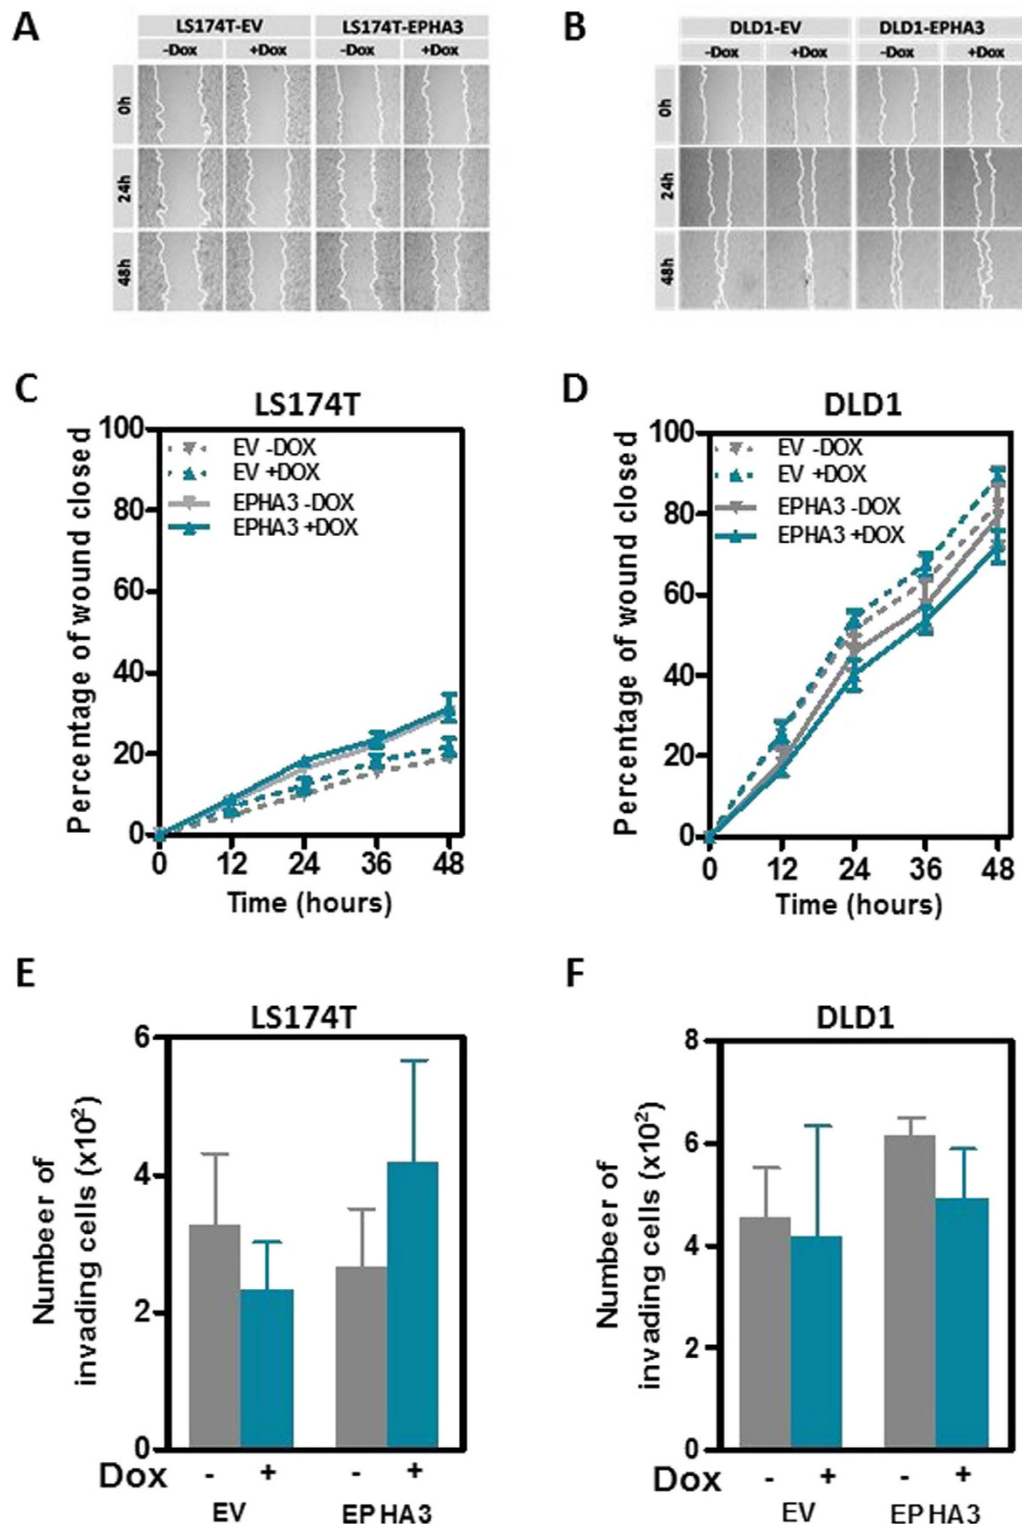 A
LS174T-EV LS174T-EPHA3
-Dox +Dox -Dox +Dox
0h
24h
48h
B
DLD1-EV DLD1-EPHA3
-Dox +Dox -Dox +Dox
0h
24h
48h
C
LS174T
Percentage of wound closed
100
80
60
40
20
0
EV -DOX
EV +DOX
EPHA3 -DOX
EPHA3 +DOX
0 12 24 36 48
Time (hours)
D
DLD1
Percentage of wound closed
100
80
60
40
20
0
EV -DOX
EV +DOX
EPHA3 -DOX
EPHA3 +DOX
0 12 24 36 48
Time (hours)
E
LS174T
Numbeer of
invading cells (x10²)
6
4
2
0
Dox - + - +
EV EPHA3
F
DLD1
Numbeer of
invading cells (x10²)
8
6
4
2
0
Dox - + - +
EV EPHA3